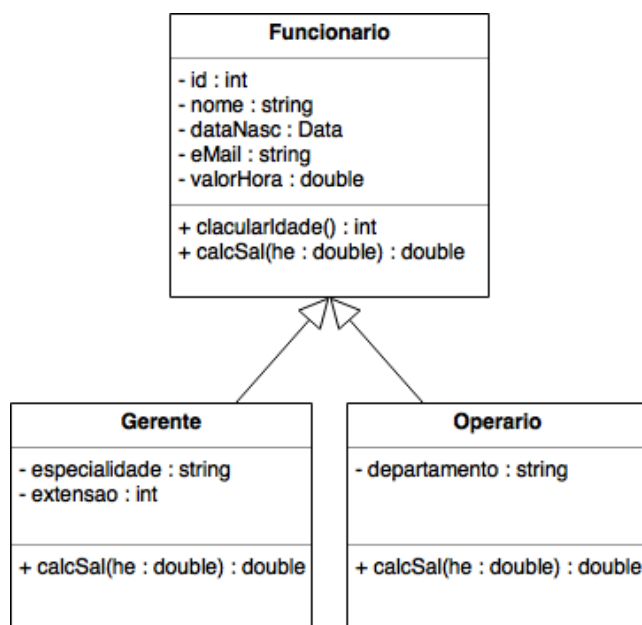 Funcionario
- id : int
- nome : string
- dataNasc : Data
- eMail : string
- valorHora : double
+ clacularIdade() : int
+ calcSal(he : double) : double
Gerente
- especialidade : string
- extensao : int
+ calcSal(he : double) : double
Operario
- departamento : string
+ calcSal(he : double) : double